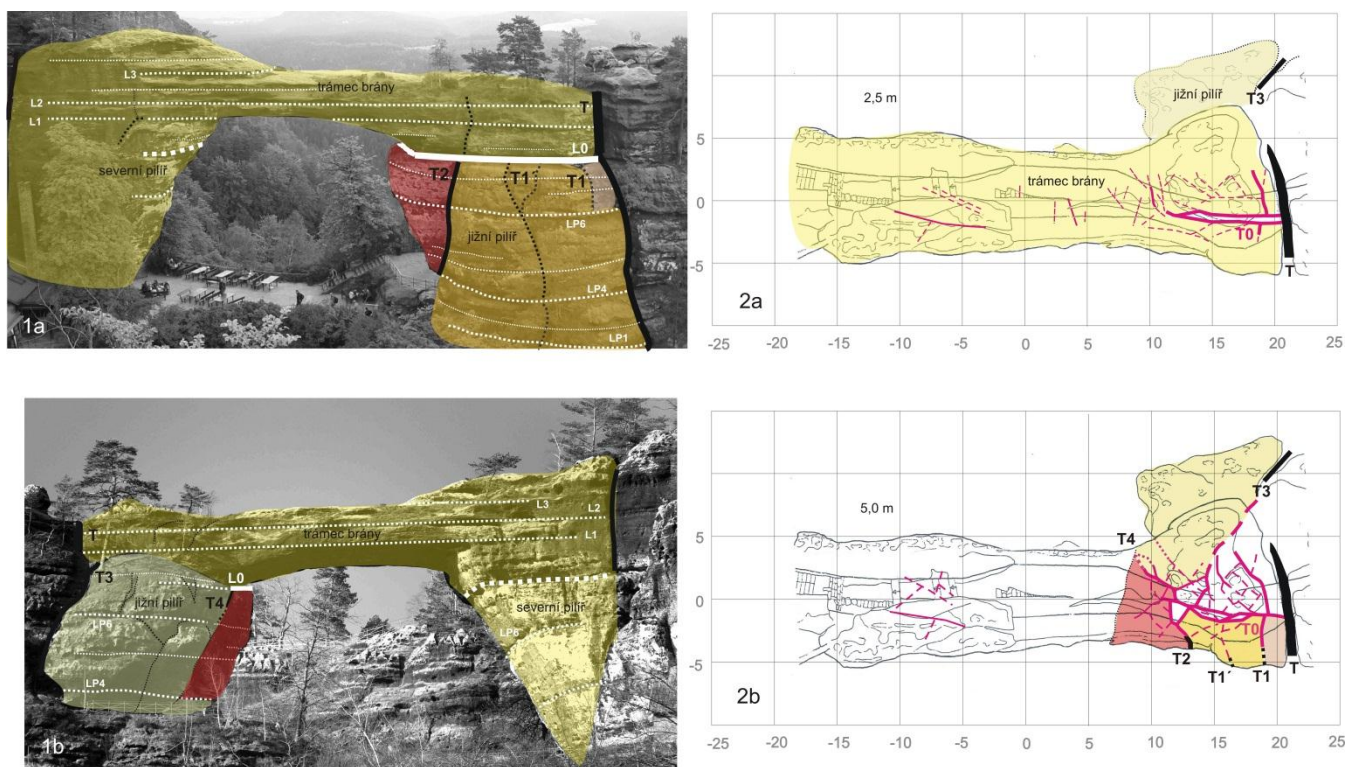 L3
trámec brány
L2
T
L1
L0
severní pilíř
T2
T1´
T1
LP6
jižní pilíř
LP4
1a
LP1
2,5 m
T3
jižní pilíř
5
trámec brány
0
T0
-5
T
2a
-25 -20 -15 -10 -5 0 5 10 15 20 25
L3
L2
T
trámec brány
L1
T3
L0
jižní pilíř
T4
severní pilíř
LP6
LP6
LP4
1b
5,0 m
T3
5
T4
0
T0
-5
T2
T1´
T1
T
2b
-25 -20 -15 -10 -5 0 5 10 15 20 25